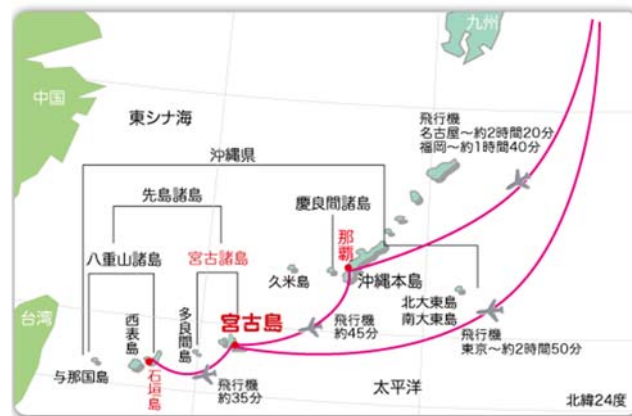 九州
中国
東シナ海
飛行機
名古屋～約2時間20分
福岡～約1時間40分
沖縄県
先島諸島
慶良間諸島
八重山諸島
宮古諸島
那覇
久米島
沖縄本島
北大東島
南大東島
台湾
西表島
多良間島
宮古島
飛行機
約45分
飛行機
東京～約2時間50分
与那国島
石垣島
飛行機
約35分
太平洋
北緯24度